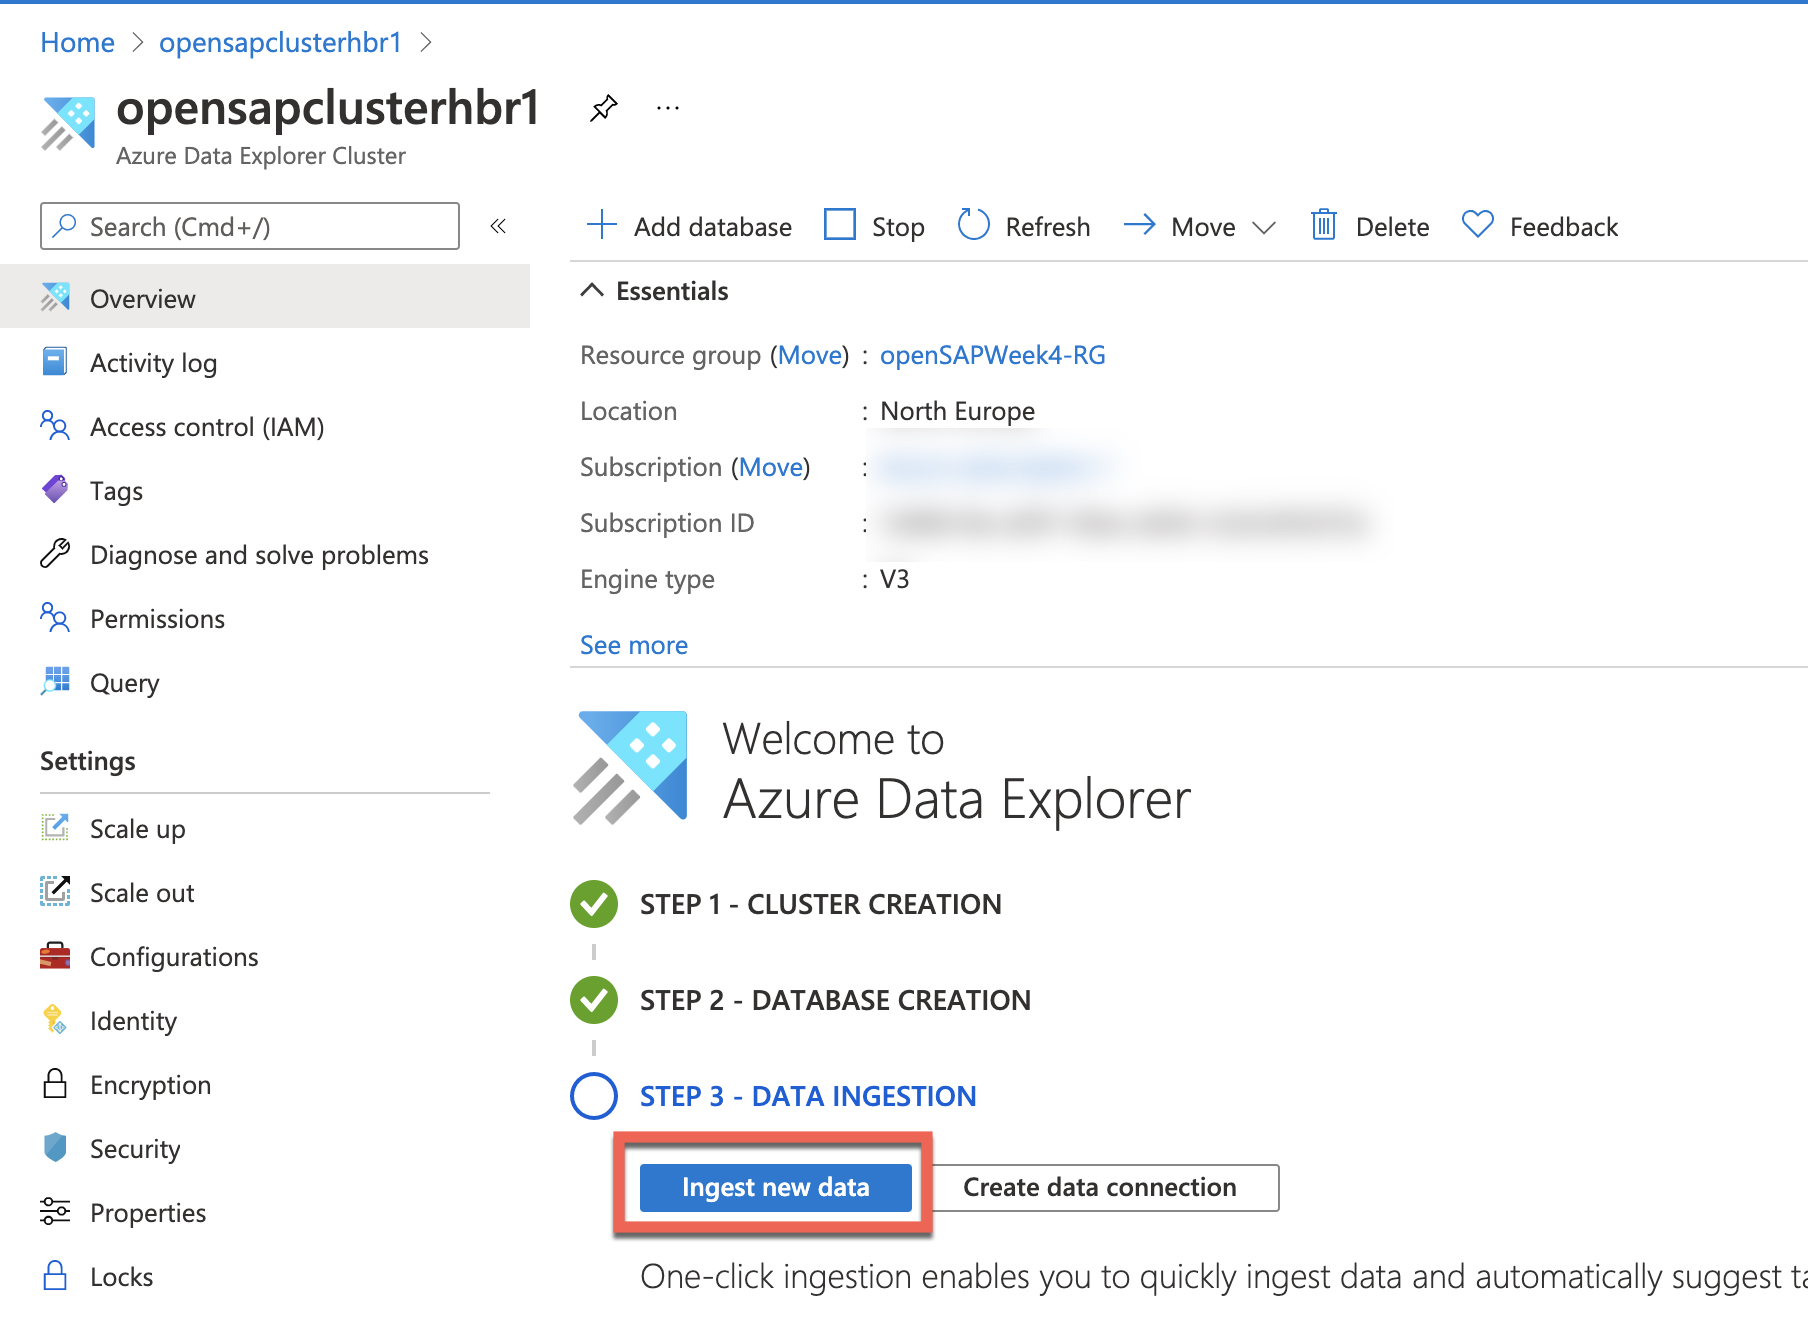 Home > opensapclusterhbr1 >
opensapclusterhbr1 ...
Azure Data Explorer Cluster
Search (Cmd+/) «
Overview
Activity log
Access control (IAM)
Tags
Diagnose and solve problems
Permissions
Query
Settings
Scale up
Scale out
Configurations
Identity
Encryption
Security
Properties
Locks
Add database Stop Refresh Move Delete Feedback
Essentials
Resource group (Move) : openSAPWeek4-RG
Location : North Europe
Subscription (Move) :
Subscription ID :
Engine type : V3
See more
Welcome to
Azure Data Explorer
STEP 1 - CLUSTER CREATION
STEP 2 - DATABASE CREATION
STEP 3 - DATA INGESTION
Ingest new data Create data connection
One-click ingestion enables you to quickly ingest data and automatically suggest